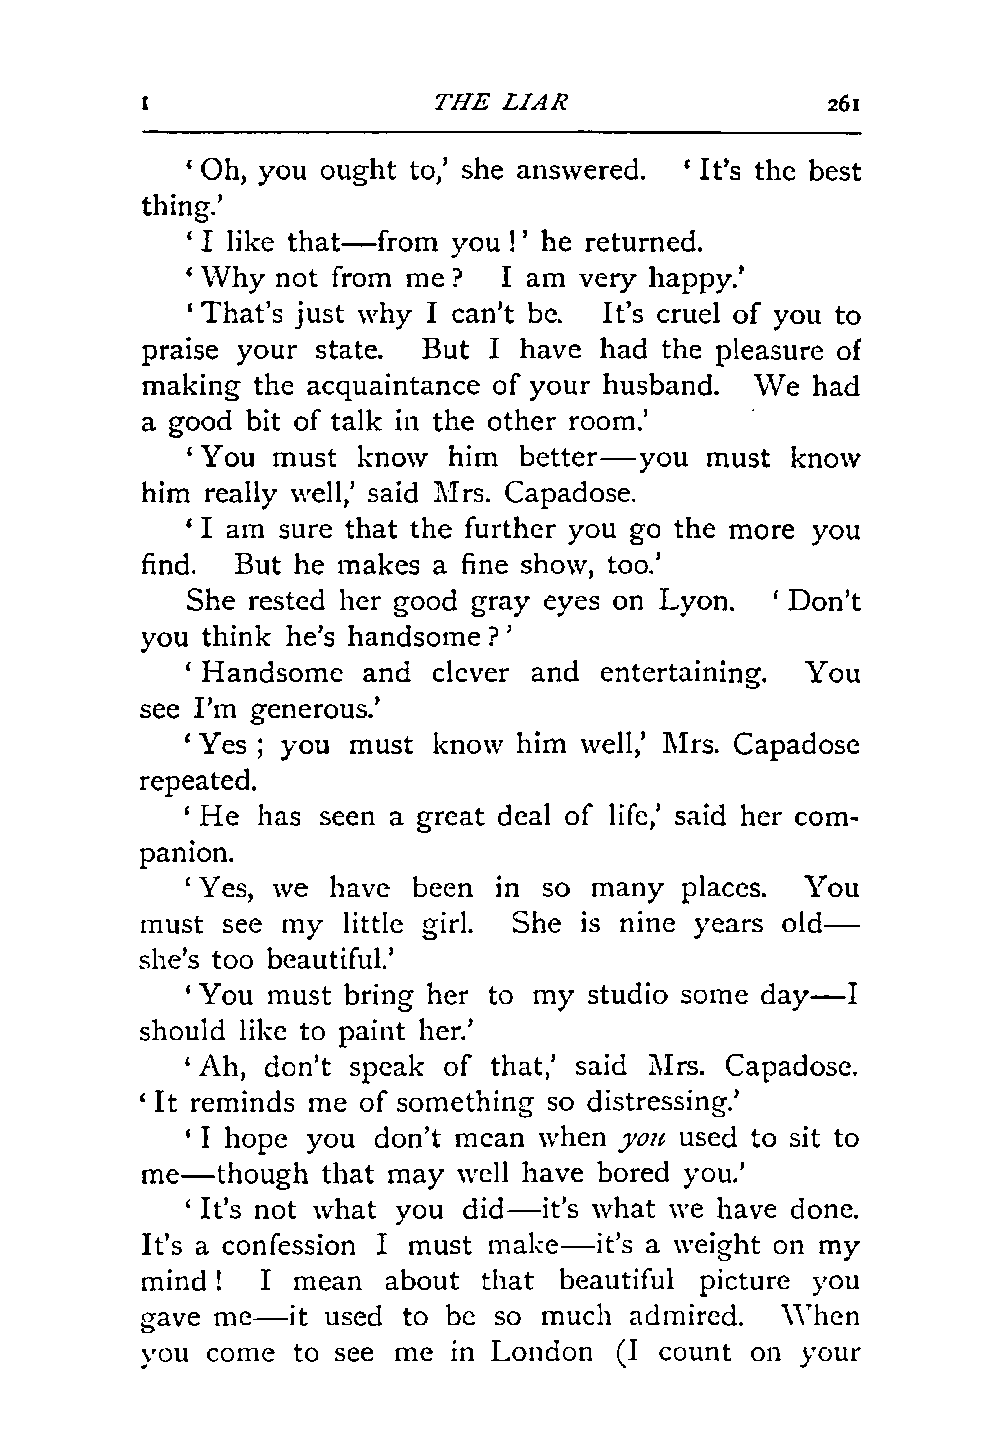 I THE LIAR 261
‘Oh, you ought to,’ she answered. ‘It’s the best
thing.’
‘I like that—from you!’ he returned.
‘Why not from me? I am very happy.’
‘That’s just why I can’t be. It’s cruel of you to
praise your state. But I have had the pleasure of
making the acquaintance of your husband. We had
a good bit of talk in the other room.’
‘You must know him better—you must know
him really well,’ said Mrs. Capadose.
‘I am sure that the further you go the more you
find. But he makes a fine show, too.’
She rested her good gray eyes on Lyon. ‘Don’t
you think he’s handsome?’
‘Handsome and clever and entertaining. You
see I’m generous.’
‘Yes; you must know him well,’ Mrs. Capadose
repeated.
‘He has seen a great deal of life,’ said her com-
panion.
‘Yes, we have been in so many places. You
must see my little girl. She is nine years old—
she’s too beautiful.’
‘You must bring her to my studio some day—I
should like to paint her.’
‘Ah, don’t speak of that,’ said Mrs. Capadose.
‘It reminds me of something so distressing.’
‘I hope you don’t mean when you used to sit to
me—though that may well have bored you.’
‘It’s not what you did—it’s what we have done.
It’s a confession I must make—it’s a weight on my
mind! I mean about that beautiful picture you
gave me—it used to be so much admired. When
you come to see me in London (I count on your